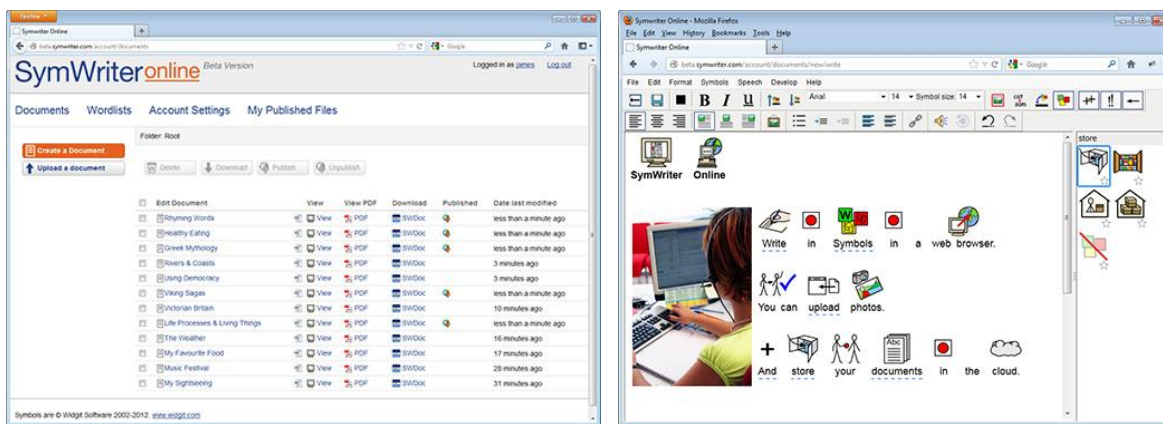 Firefox
Symwriter Online
beta.symwriter.com/account/documents
Google
SymWriteronline Beta Version
Logged in as james Log out
Documents Wordlists Account Settings My Published Files
Folder: Root
Create a Document
Upload a document
Delete Download Publish Unpublish
Edit Document View View PDF Download Published Date last modified
Rhyming Words View PDF SWDoc less than a minute ago
Healthy Eating View PDF SWDoc less than a minute ago
Greek Mythology View PDF SWDoc less than a minute ago
Rivers & Coasts View PDF SWDoc 3 minutes ago
Using Democracy View PDF SWDoc 3 minutes ago
Viking Sagas View PDF SWDoc less than a minute ago
Victorian Britain View PDF SWDoc 10 minutes ago
Life Processes & Living Things View PDF SWDoc less than a minute ago
The Weather View PDF SWDoc 16 minutes ago
My Favourite Food View PDF SWDoc 17 minutes ago
Music Festival View PDF SWDoc 28 minutes ago
My Sightseeing View PDF SWDoc 31 minutes ago
Symbols are © Widgit Software 2002-2012 www.widgit.com
Symwriter Online - Mozilla Firefox
File Edit View History Bookmarks Tools Help
Symwriter Online
beta.symwriter.com/account/documents/new/write
Google
File Edit Format Symbols Speech Develop Help
B I U Arial 14 Symbol size: 14
store
SymWriter Online
Write in Symbols in a web browser.
You can upload photos.
Abc
And store your documents in the cloud.